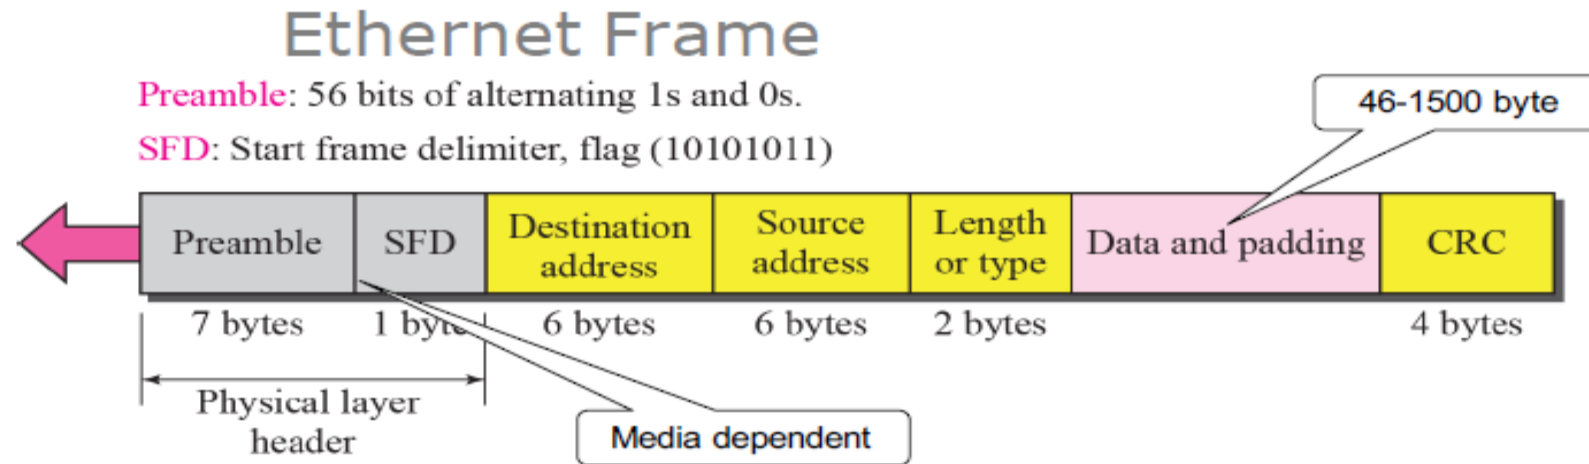 Ethernet Frame
Preamble: 56 bits of alternating 1s and 0s.
46-1500 byte
SFD: Start frame delimiter, flag (10101011)
Preamble
SFD
Destination
address
Source
address
Length
or type
Data and padding
CRC
7 bytes
1 byte
6 bytes
6 bytes
2 bytes
4 bytes
Physical layer
header
Media dependent